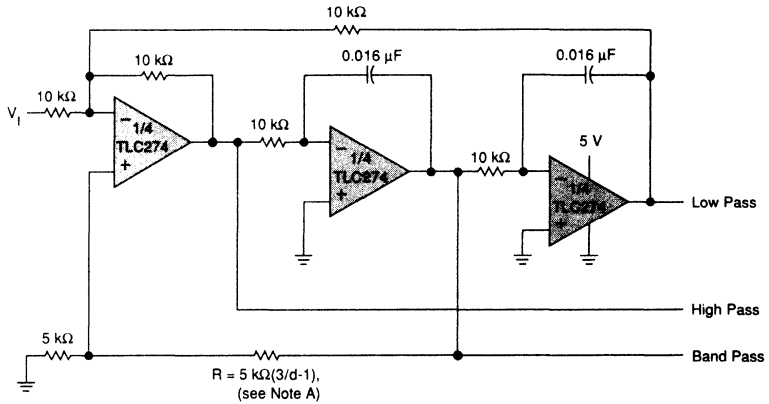 10 kΩ
10 kΩ
0.016 μF
0.016 μF
10 kΩ
V_I
−
1/4
TLC274
+
10 kΩ
−
1/4
TLC274
+
10 kΩ
5 V
−
1/4
TLC274
+
Low Pass
High Pass
5 kΩ
Band Pass
R = 5 kΩ(3/d-1),
(see Note A)